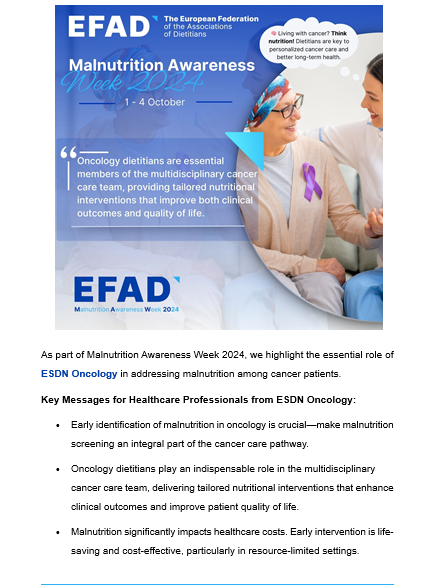 EFAD
The European Federation
of the Associations
of Dietitians
Living with cancer? Think
nutrition! Dietitians are key to
personalized cancer care and
better long-term health.
Malnutrition Awareness
Week 2024
1 - 4 October
“
Oncology dietitians are essential
members of the multidisciplinary cancer
care team, providing tailored nutritional
interventions that improve both clinical
outcomes and quality of life.
EFAD
Malnutrition Awareness Week 2024
As part of Malnutrition Awareness Week 2024, we highlight the essential role of
ESDN Oncology in addressing malnutrition among cancer patients.
Key Messages for Healthcare Professionals from ESDN Oncology:
• Early identification of malnutrition in oncology is crucial—make malnutrition
screening an integral part of the cancer care pathway.
• Oncology dietitians play an indispensable role in the multidisciplinary
cancer care team, delivering tailored nutritional interventions that enhance
clinical outcomes and improve patient quality of life.
• Malnutrition significantly impacts healthcare costs. Early intervention is life-
saving and cost-effective, particularly in resource-limited settings.